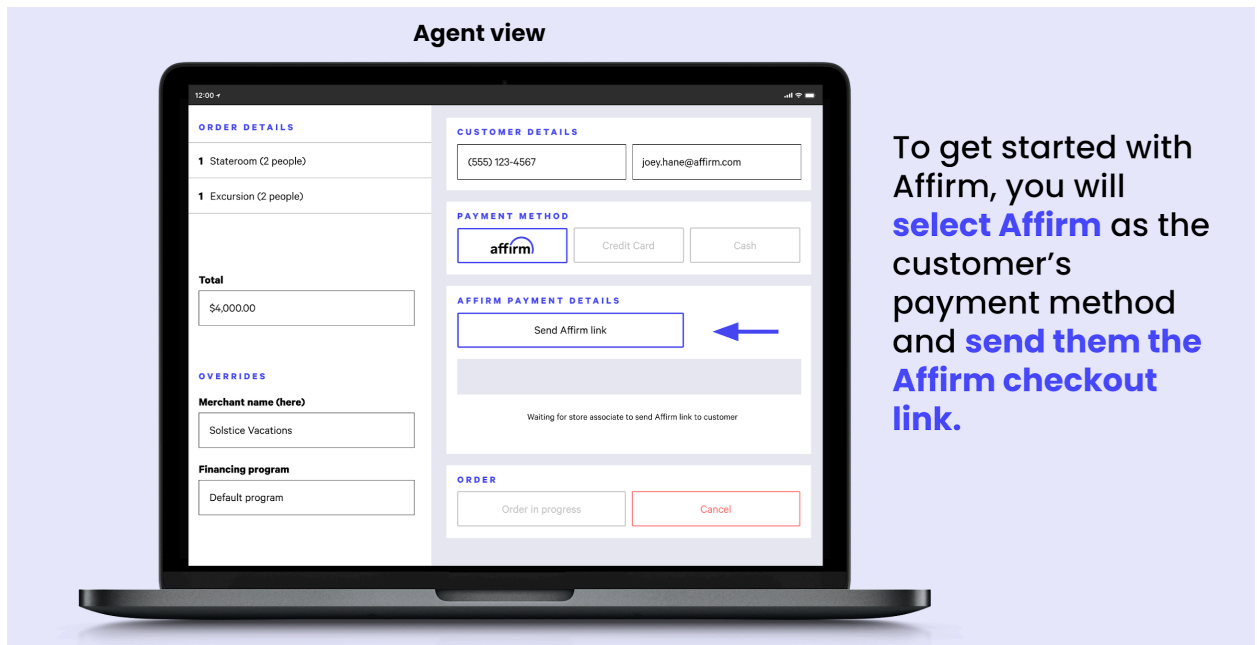 Agent view
12:00
ORDER DETAILS
1 Stateroom (2 people)
1 Excursion (2 people)
Total
$4,000.00
OVERRIDES
Merchant name (here)
Solstice Vacations
Financing program
Default program
CUSTOMER DETAILS
(555) 123-4567
joey.hane@affirm.com
PAYMENT METHOD
affirm
Credit Card
Cash
AFFIRM PAYMENT DETAILS
Send Affirm link
Waiting for store associate to send Affirm link to customer
ORDER
Order in progress
Cancel
To get started with
Affirm, you will
select Affirm as the
customer’s
payment method
and send them the
Affirm checkout
link.